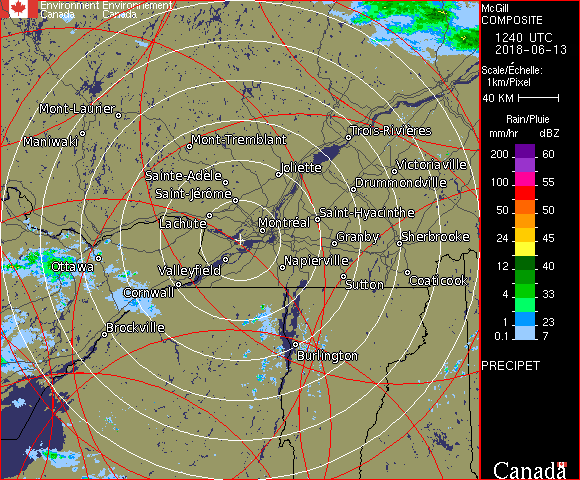 Environment Environnement
Canada Canada
McGill
COMPOSITE
1240 UTC
2018-06-13
Scale/Échelle:
1km/Pixel
40 KM
Rain/Pluie
mm/hr dBZ
200 60
100 55
50 50
24 45
12 40
4 33
1 23
0.1 7
PRECIPET
Canada
Mont-Laurier
Maniwaki
Mont-Tremblant
Trois-Rivières
Joliette
Victoriaville
Sainte-Adèle
Drummondville
Saint-Jérôme
Saint-Hyacinthe
Lachute
Montréal
Granby
Sherbrooke
Ottawa
Valleyfield
Napierville
Cornwall
Sutton
Coaticook
Brockville
Burlington